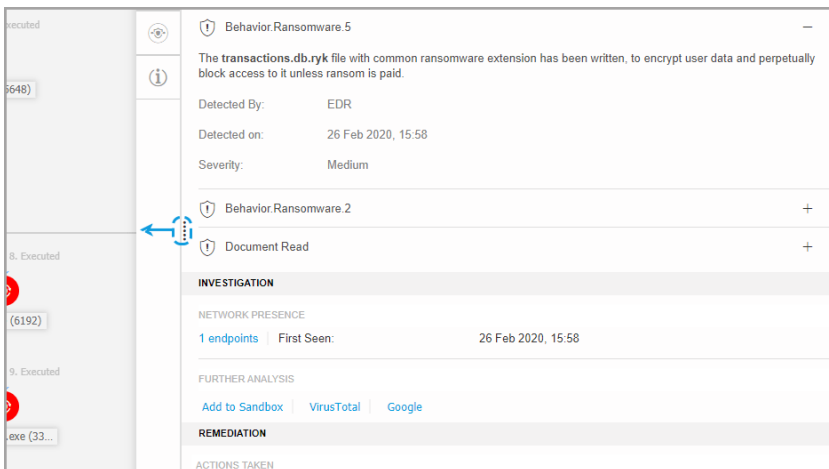 xecuted
5648)
8. Executed
(6192)
9. Executed
.exe (33...
Behavior.Ransomware.5
The transactions.db.ryk file with common ransomware extension has been written, to encrypt user data and perpetually
block access to it unless ransom is paid.
Detected By: EDR
Detected on: 26 Feb 2020, 15:58
Severity: Medium
Behavior.Ransomware.2
Document Read
INVESTIGATION
NETWORK PRESENCE
1 endpoints First Seen: 26 Feb 2020, 15:58
FURTHER ANALYSIS
Add to Sandbox VirusTotal Google
REMEDIATION
ACTIONS TAKEN